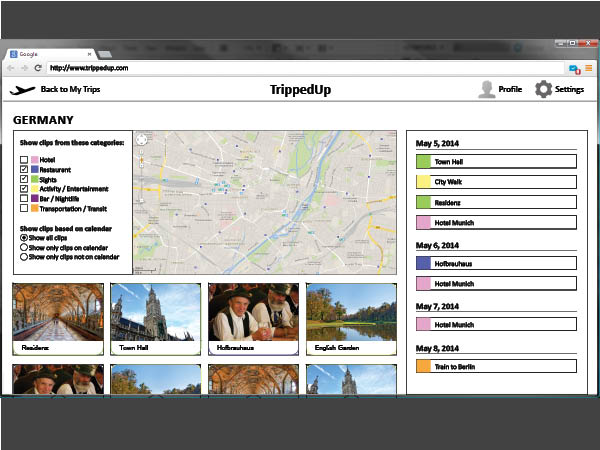 Google
http://www.trippedup.com
Back to My Trips
TrippedUp
Profile
Settings
GERMANY
Show clips from these categories:
Hotel
Restaurent
Sights
Activity / Entertainment
Bar / Nightlife
Transportation / Transit
Show clips based on calendar
Show all clips
Show only clips on calendar
Show only clips not on calendar
Residenz
Town Hall
Hofbrauhaus
English Garden
May 5, 2014
Town Hall
City Walk
Residenz
Hotel Munich
May 6, 2014
Hofbrauhaus
Hotel Munich
May 7, 2014
Hotel Munich
May 8, 2014
Train to Berlin